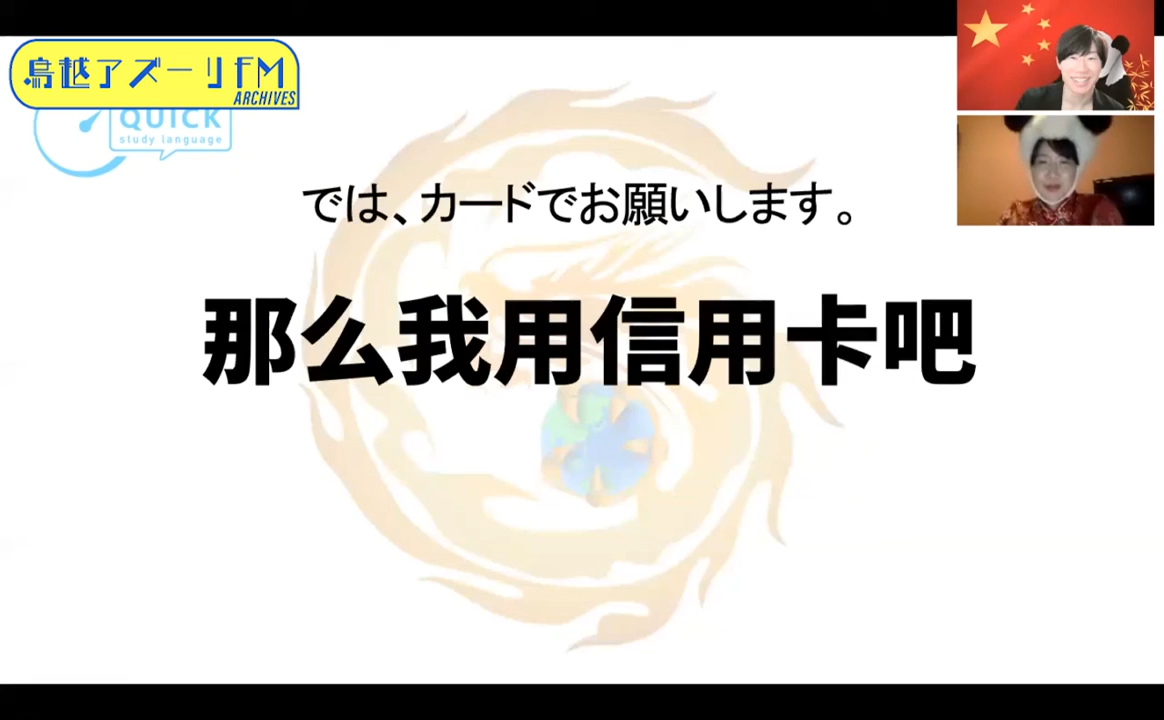 鳥越アズーリFM
ARCHIVES
QUICK
study language
では、カードでお願いします。
那么我用信用卡吧